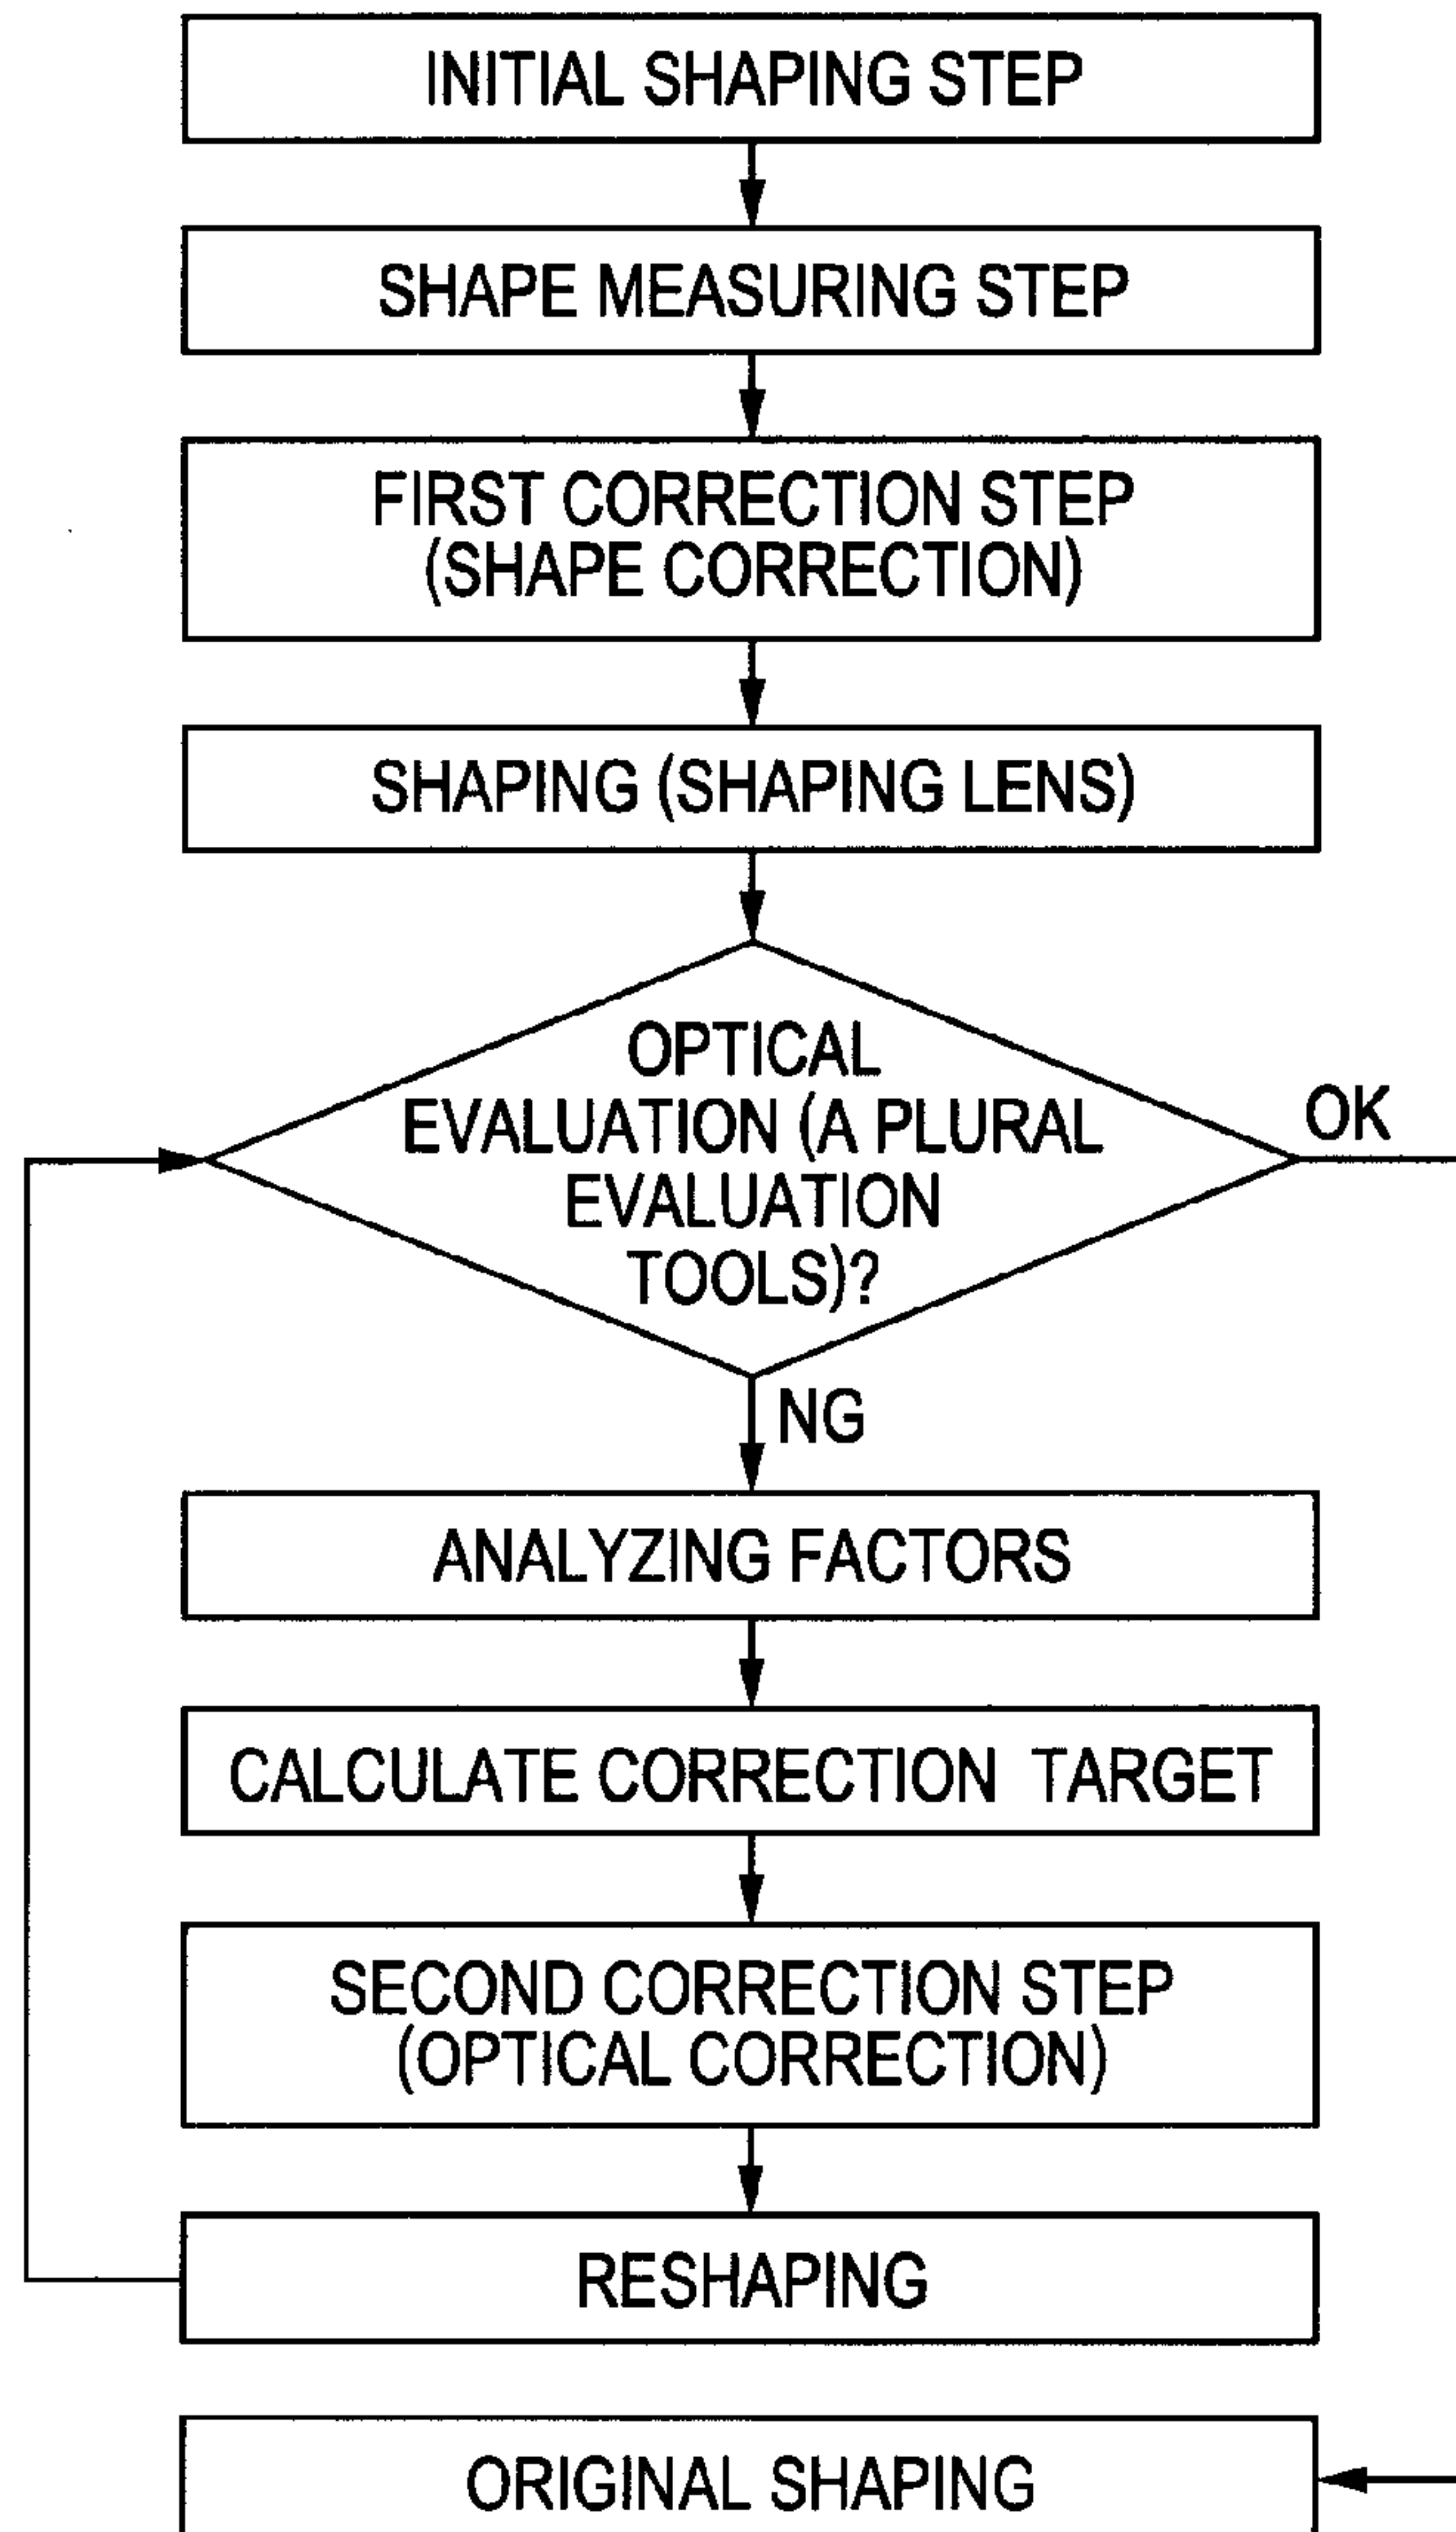 INITIAL SHAPING STEP
SHAPE MEASURING STEP
FIRST CORRECTION STEP
(SHAPE CORRECTION)
SHAPING (SHAPING LENS)
OPTICAL
EVALUATION (A PLURAL
EVALUATION
TOOLS)?
OK
NG
ANALYZING FACTORS
CALCULATE CORRECTION TARGET
SECOND CORRECTION STEP
(OPTICAL CORRECTION)
RESHAPING
ORIGINAL SHAPING